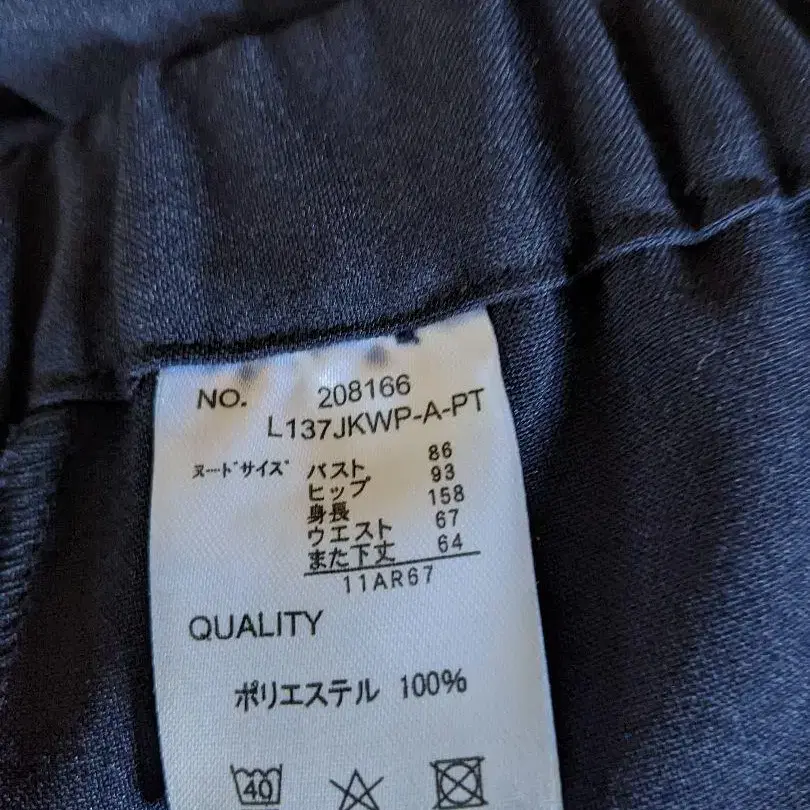 NO. 208166
L137JKWP-A-PT
ヌードサイズ バスト 86
ヒップ 93
身長 158
ウエスト 67
また下丈 64
11AR67
QUALITY
ポリエステル 100%
40